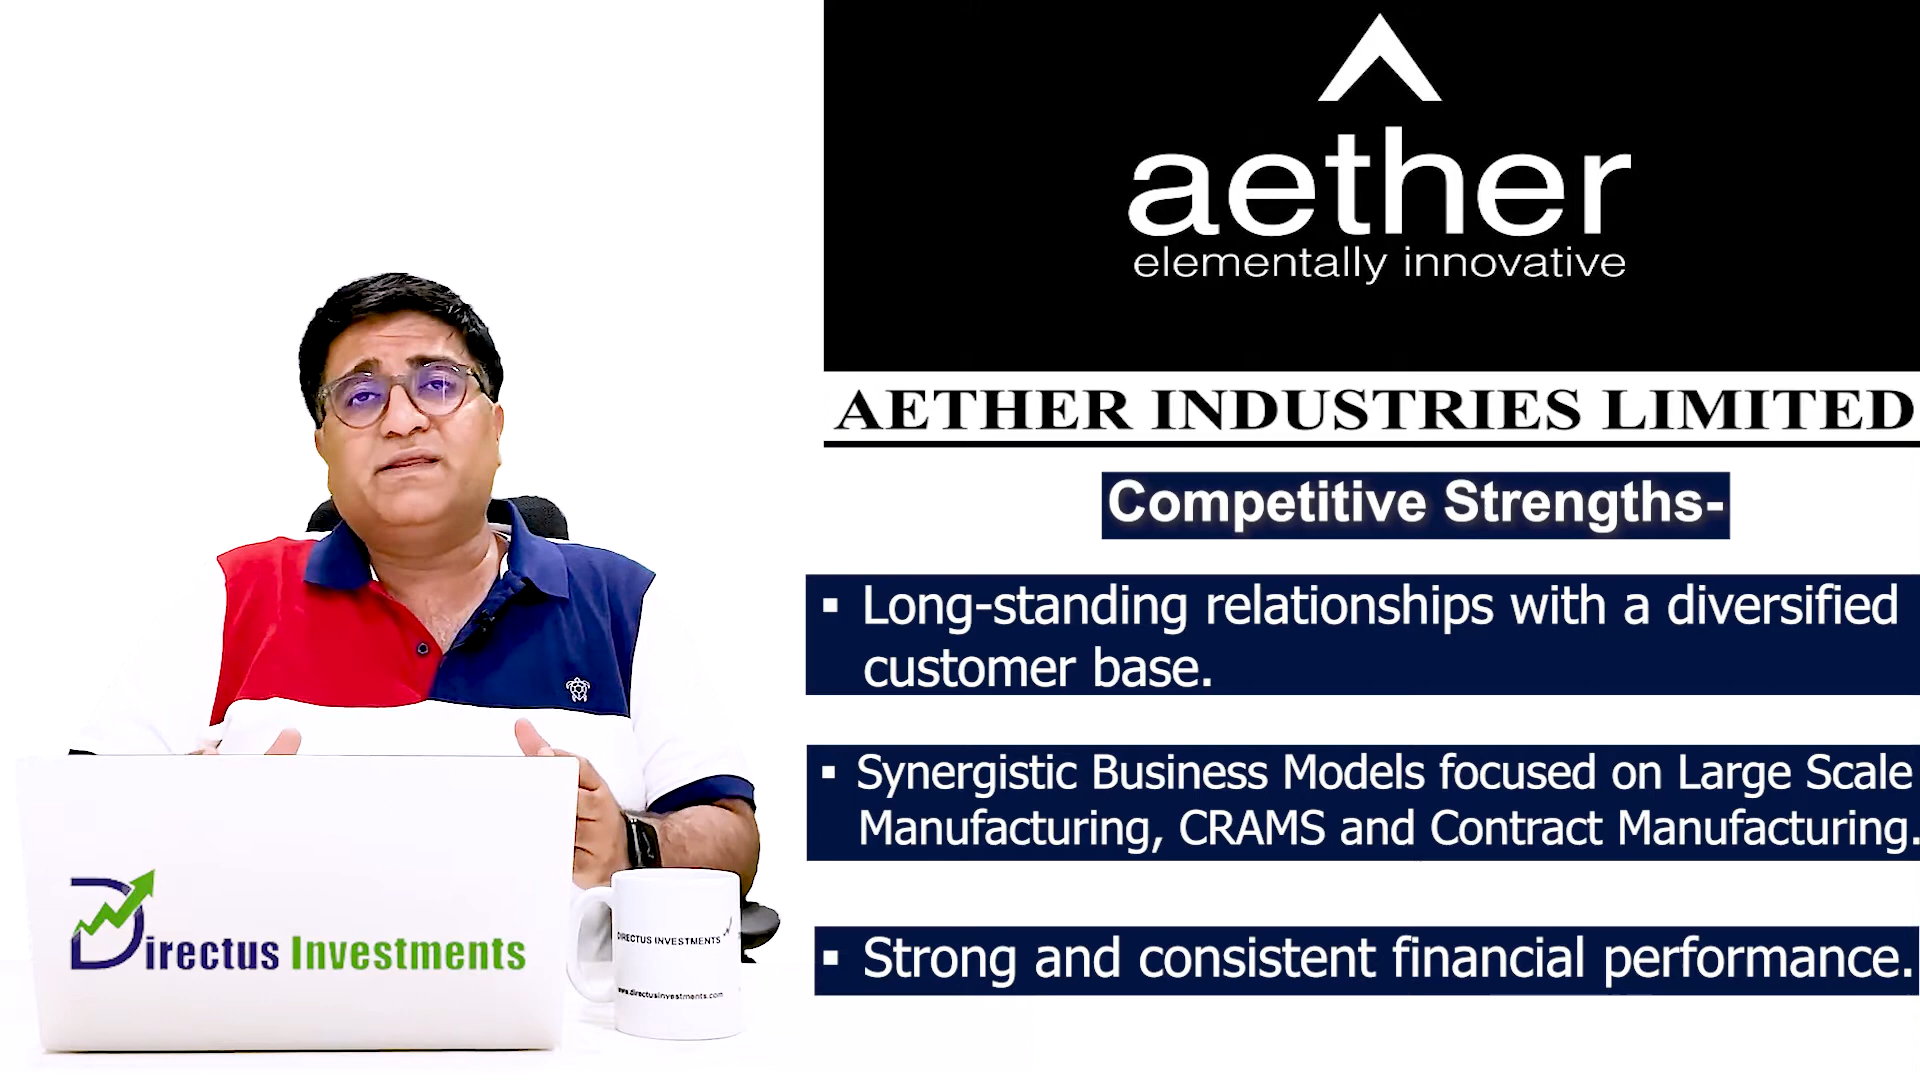 aether
elementally innovative
AETHER INDUSTRIES LIMITED
Competitive Strengths-
▪ Long-standing relationships with a diversified
customer base.
▪ Synergistic Business Models focused on Large Scale
Manufacturing, CRAMS and Contract Manufacturing.
▪ Strong and consistent financial performance.
Directus Investments
DIRECTUS INVESTMENTS
www.directusinvestments.com